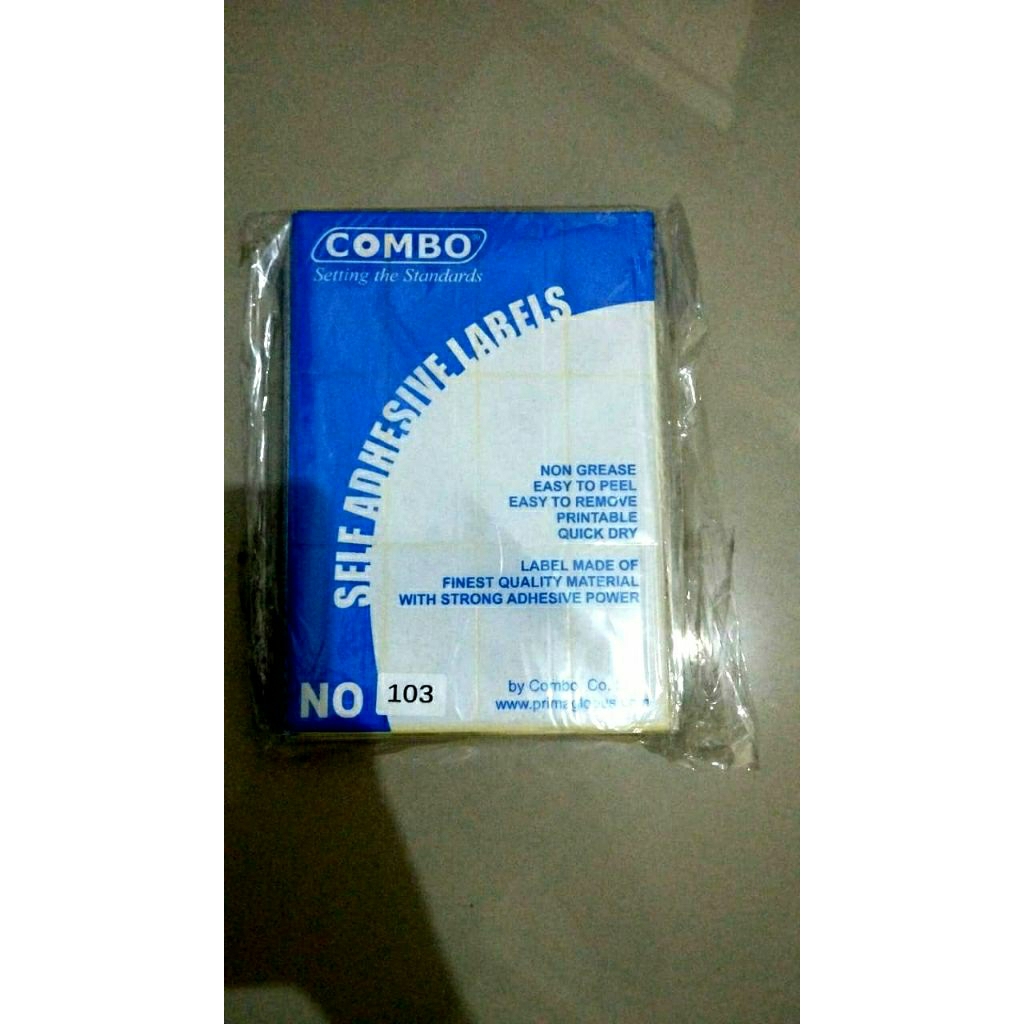 COMBO
Setting the Standards
SELF ADHESIVE LABELS
NON GREASE
EASY TO PEEL
EASY TO REMOVE
PRINTABLE
QUICK DRY
LABEL MADE OF
FINEST QUALITY MATERIAL
WITH STRONG ADHESIVE POWER
NO 103
by Combo Co.